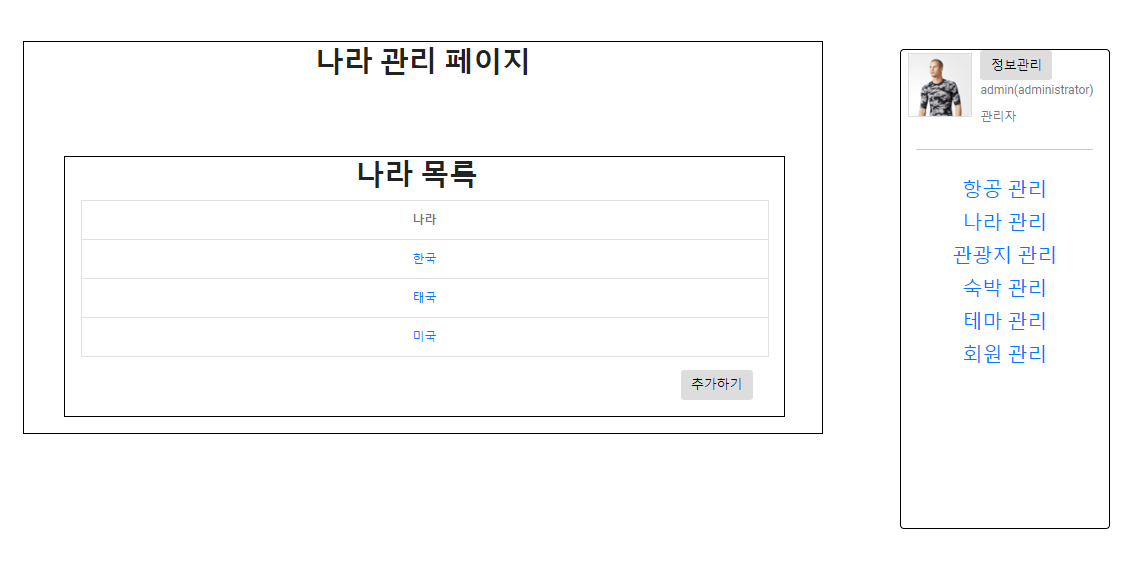 나라 관리 페이지
나라 목록
나라
한국
태국
미국
추가하기
정보관리
admin(administrator)
관리자
항공 관리
나라 관리
관광지 관리
숙박 관리
테마 관리
회원 관리